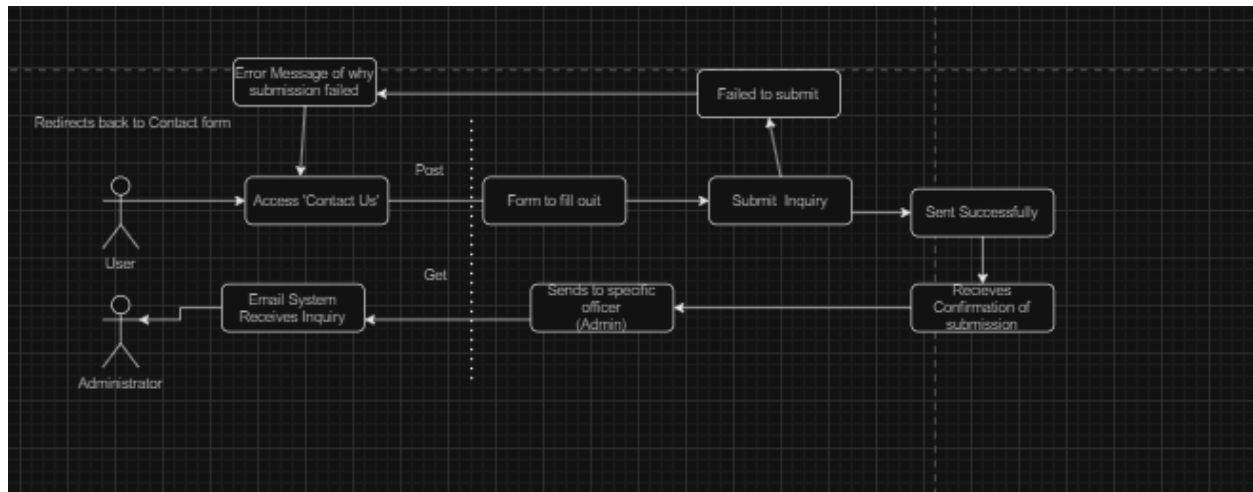 Error Message of why
submission failed
Failed to submit
Redirects back to Contact form
Post
Access 'Contact Us'
Form to fill ouit
Submit Inquiry
Sent Successfully
User
Get
Email System
Receives Inquiry
Sends to specific
officer
(Admin)
Recieves
Confirmation of
submission
Administrator